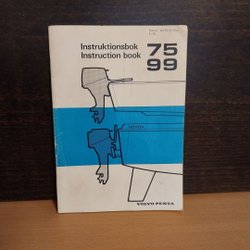 Instruktionsbok
Instruction book
75
99
VOLVO PENTA